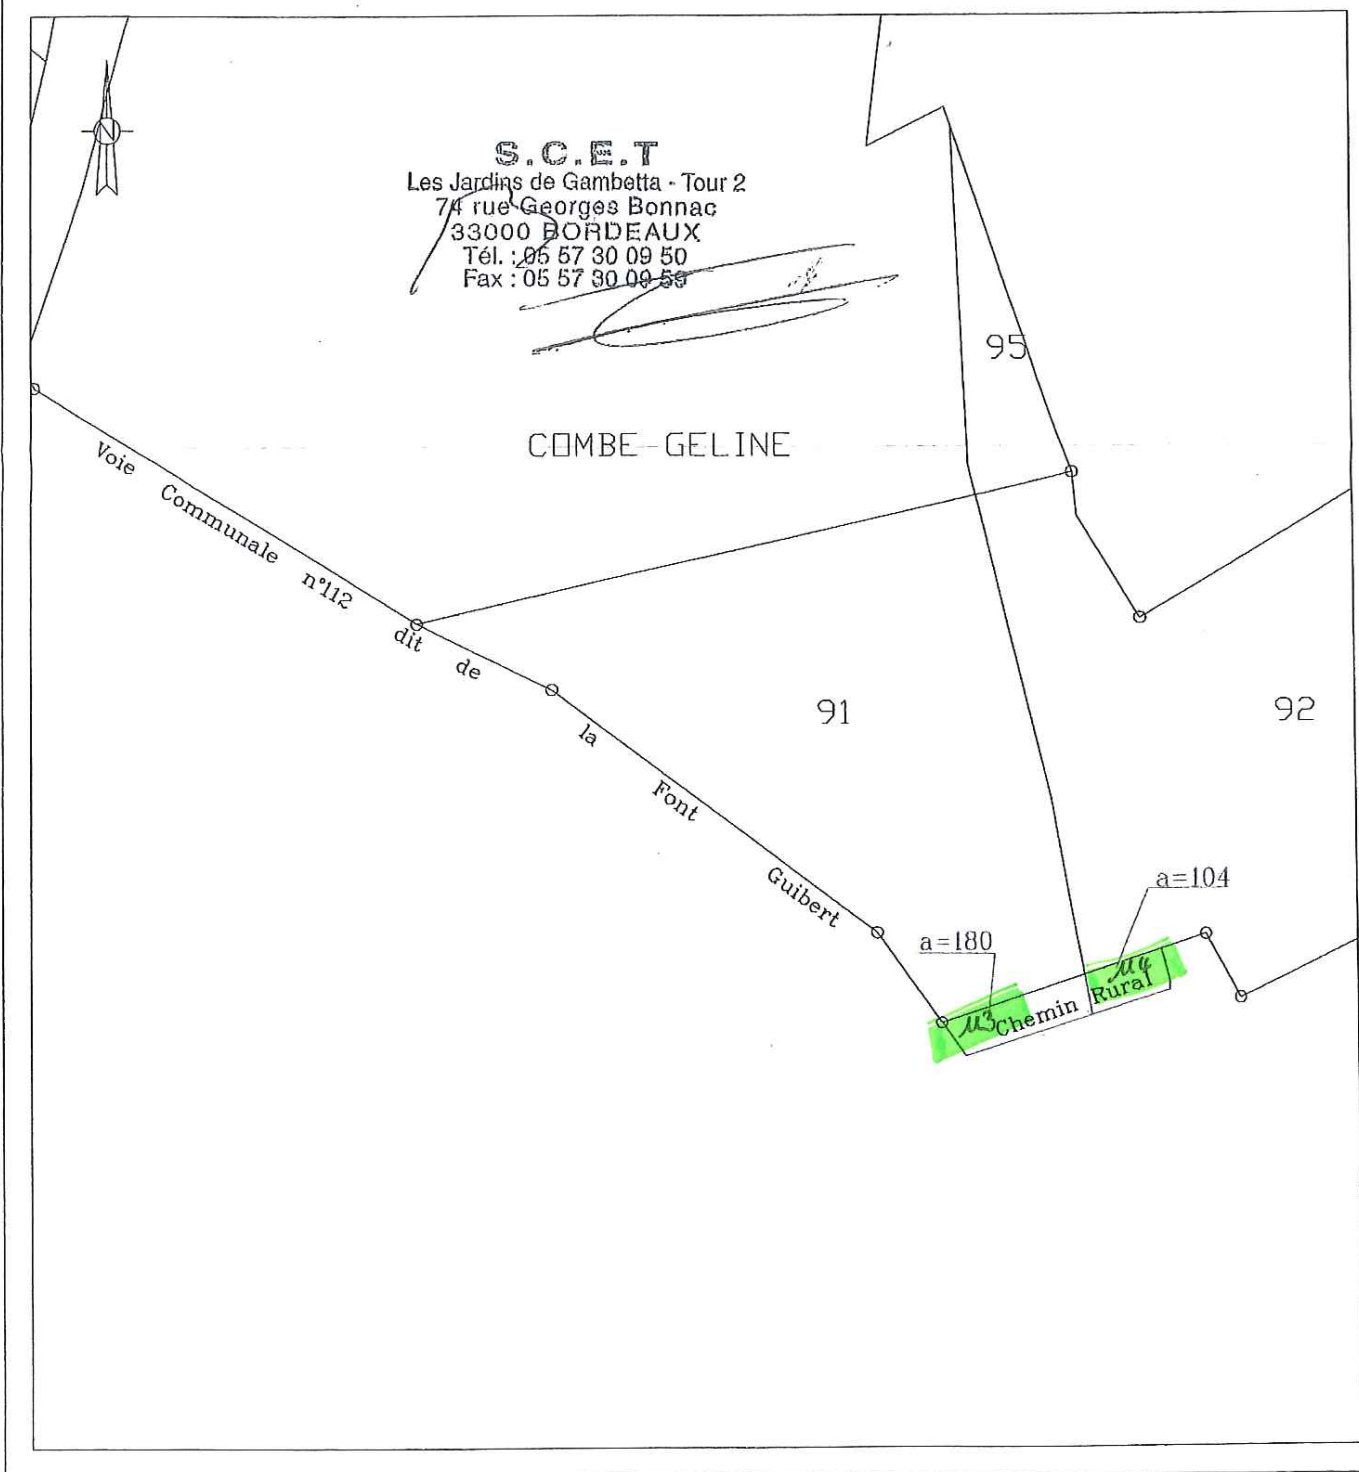 N
S.C.E.T
Les Jardins de Gambetta - Tour 2
74 rue Georges Bonnac
33000 BORDEAUX
Tél. : 05 57 30 09 50
Fax : 05 57 30 09 59
95
COMBE-GELINE
Voie Communale n°112 dit de la Font Guibert
91
92
a=104
a=180
114
113
Chemin Rural